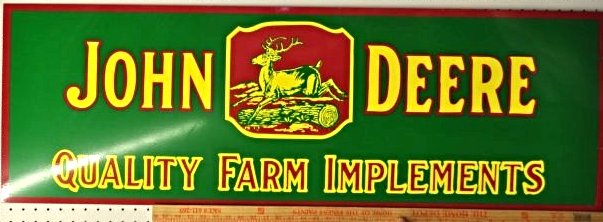 JOHN DEERE
QUALITY FARM IMPLEMENTS